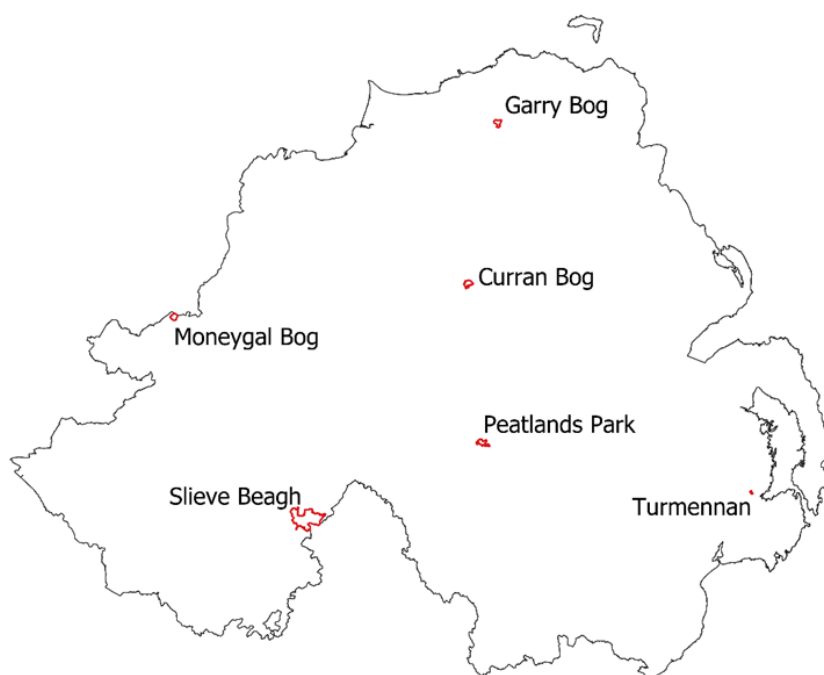 Garry Bog
Curran Bog
Moneygal Bog
Peatlands Park
Slieve Beagh
Turmennan